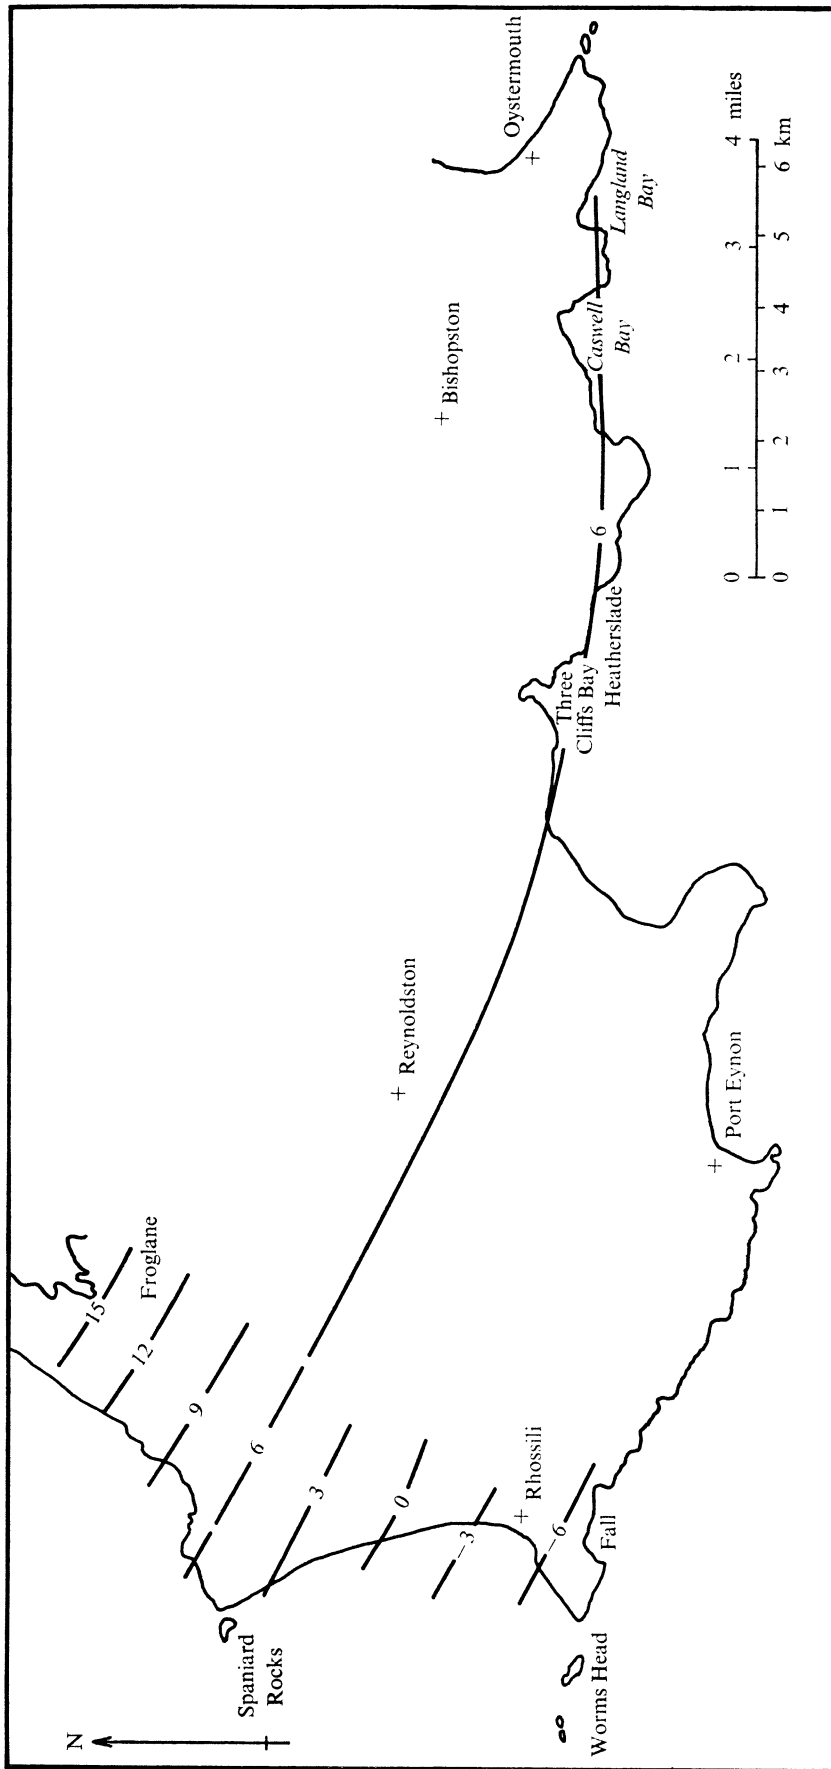 N
Spaniard
Rocks
Worms Head
Fall
Rhossili
Froglane
15
12
9
6
3
0
−3
−6
Reynoldston
Port Eynon
Three
Cliffs Bay
Heatherslade
6
Bishopston
Caswell
Bay
Langland
Bay
Oystermouth
0 1 2 3 4 miles
0 1 2 3 4 5 6 km